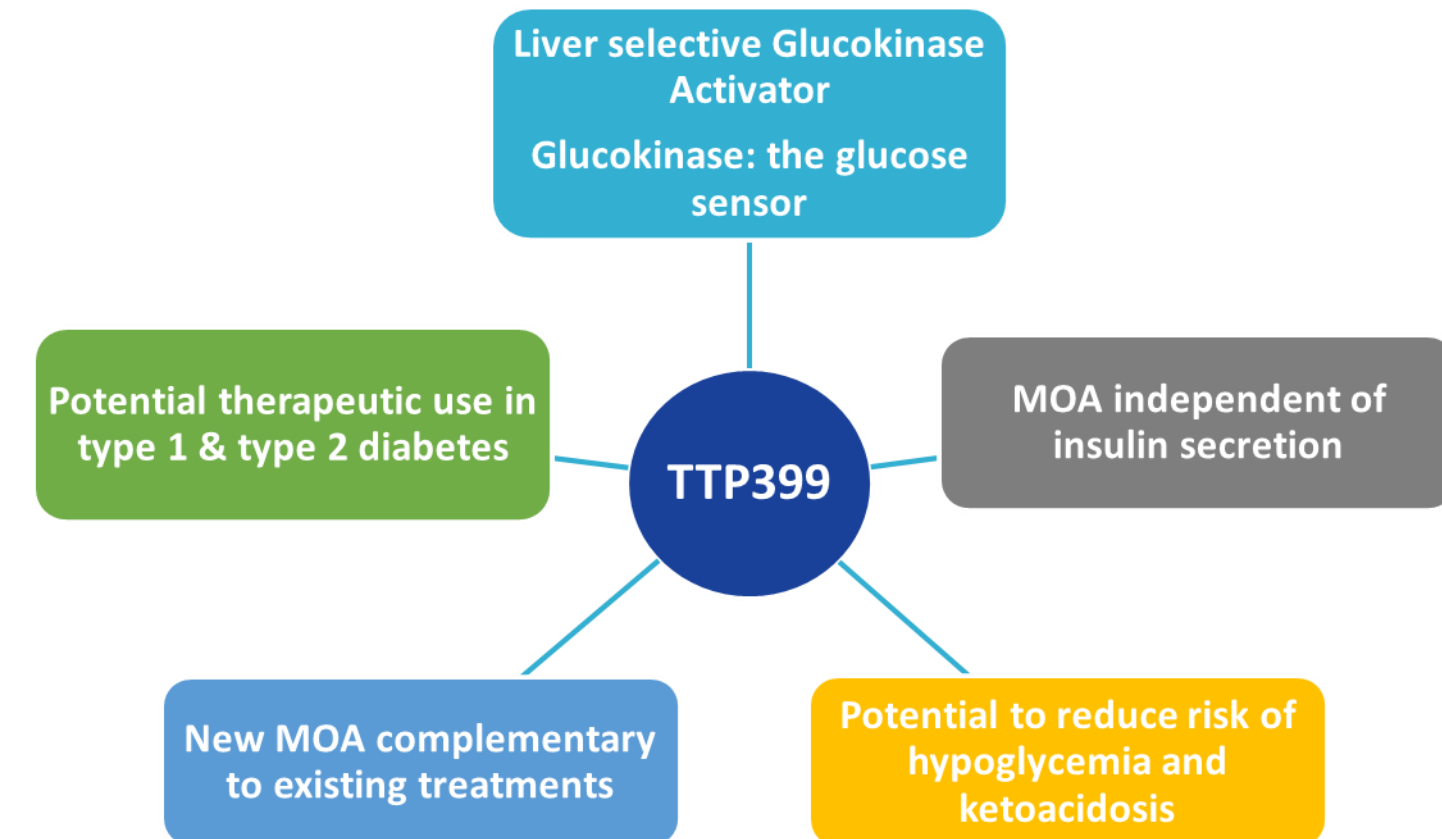 Liver selective Glucokinase
Activator
Glucokinase: the glucose
sensor
Potential therapeutic use in
type 1 & type 2 diabetes
MOA independent of
insulin secretion
TTP399
New MOA complementary
to existing treatments
Potential to reduce risk of
hypoglycemia and
ketoacidosis